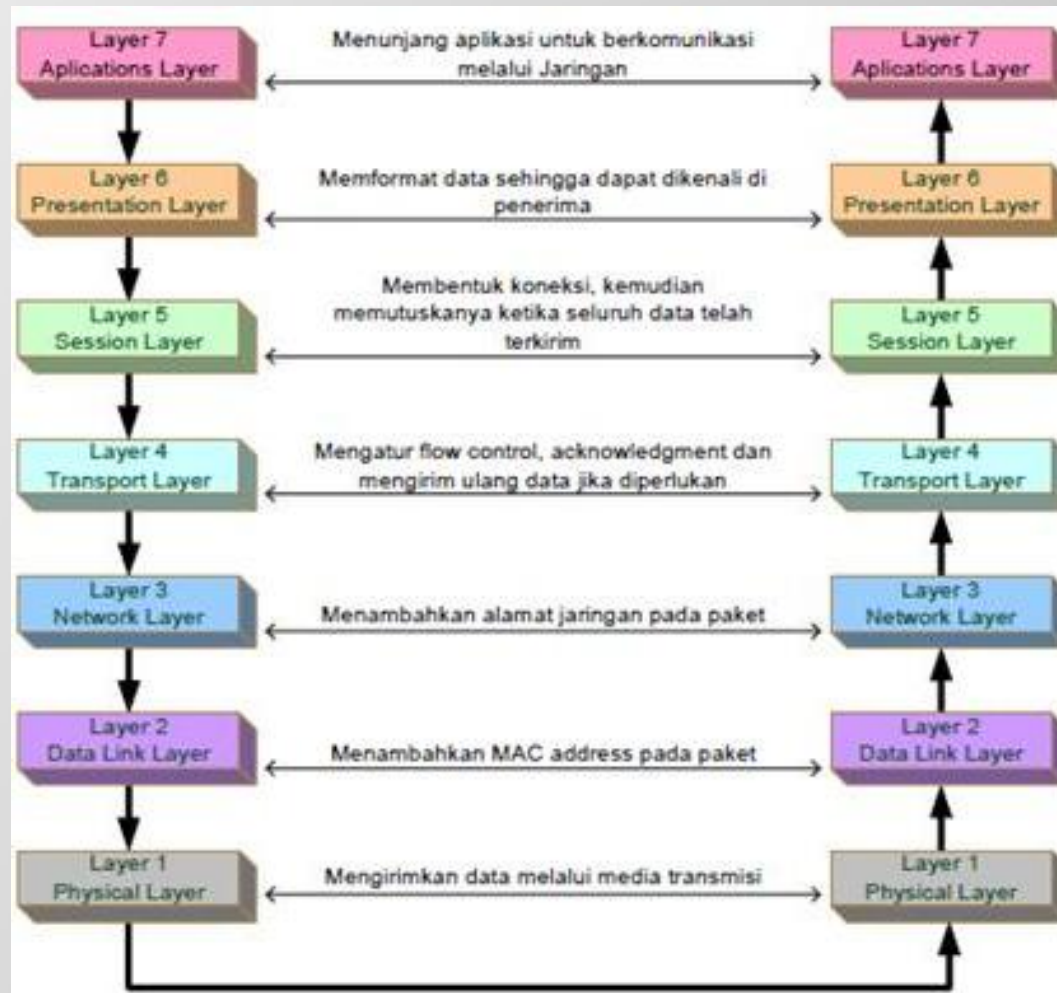 Layer 7
Aplications Layer
Menunjang aplikasi untuk berkomunikasi
melalui Jaringan
Layer 7
Aplications Layer
Layer 6
Presentation Layer
Memformat data sehingga dapat dikenali di
penerima
Layer 6
Presentation Layer
Layer 5
Session Layer
Membentuk koneksi, kemudian
memutuskanya ketika seluruh data telah
terkirim
Layer 5
Session Layer
Layer 4
Transport Layer
Mengatur flow control, acknowledgment dan
mengirim ulang data jika diperlukan
Layer 4
Transport Layer
Layer 3
Network Layer
Menambahkan alamat jaringan pada paket
Layer 3
Network Layer
Layer 2
Data Link Layer
Menambahkan MAC address pada paket
Layer 2
Data Link Layer
Layer 1
Physical Layer
Mengirimkan data melalui media transmisi
Layer 1
Physical Layer